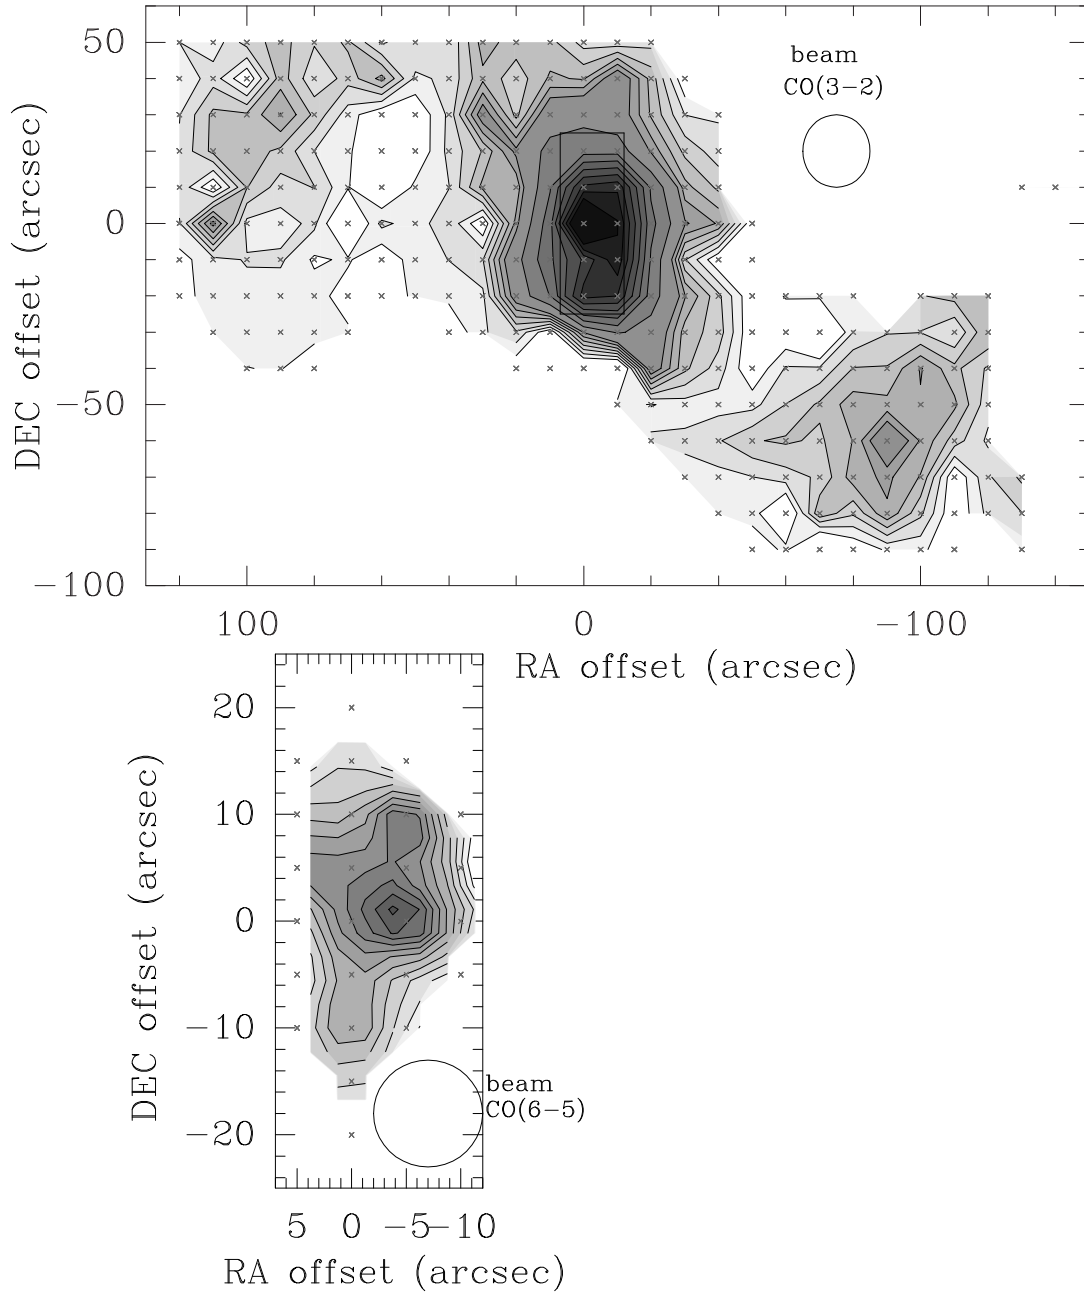 50
0
−50
−100
DEC offset (arcsec)
beam
CO(3−2)
100
0
−100
RA offset (arcsec)
20
10
0
−10
−20
DEC offset (arcsec)
beam
CO(6−5)
5
0
−5
−10
RA offset (arcsec)